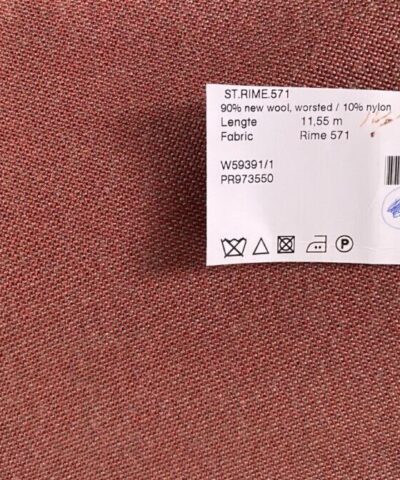 ST.RIME.571
90% new wool, worsted / 10% nylon
Lengte 11,55 m
Fabric Rime 571
W59391/1
PR973550
P